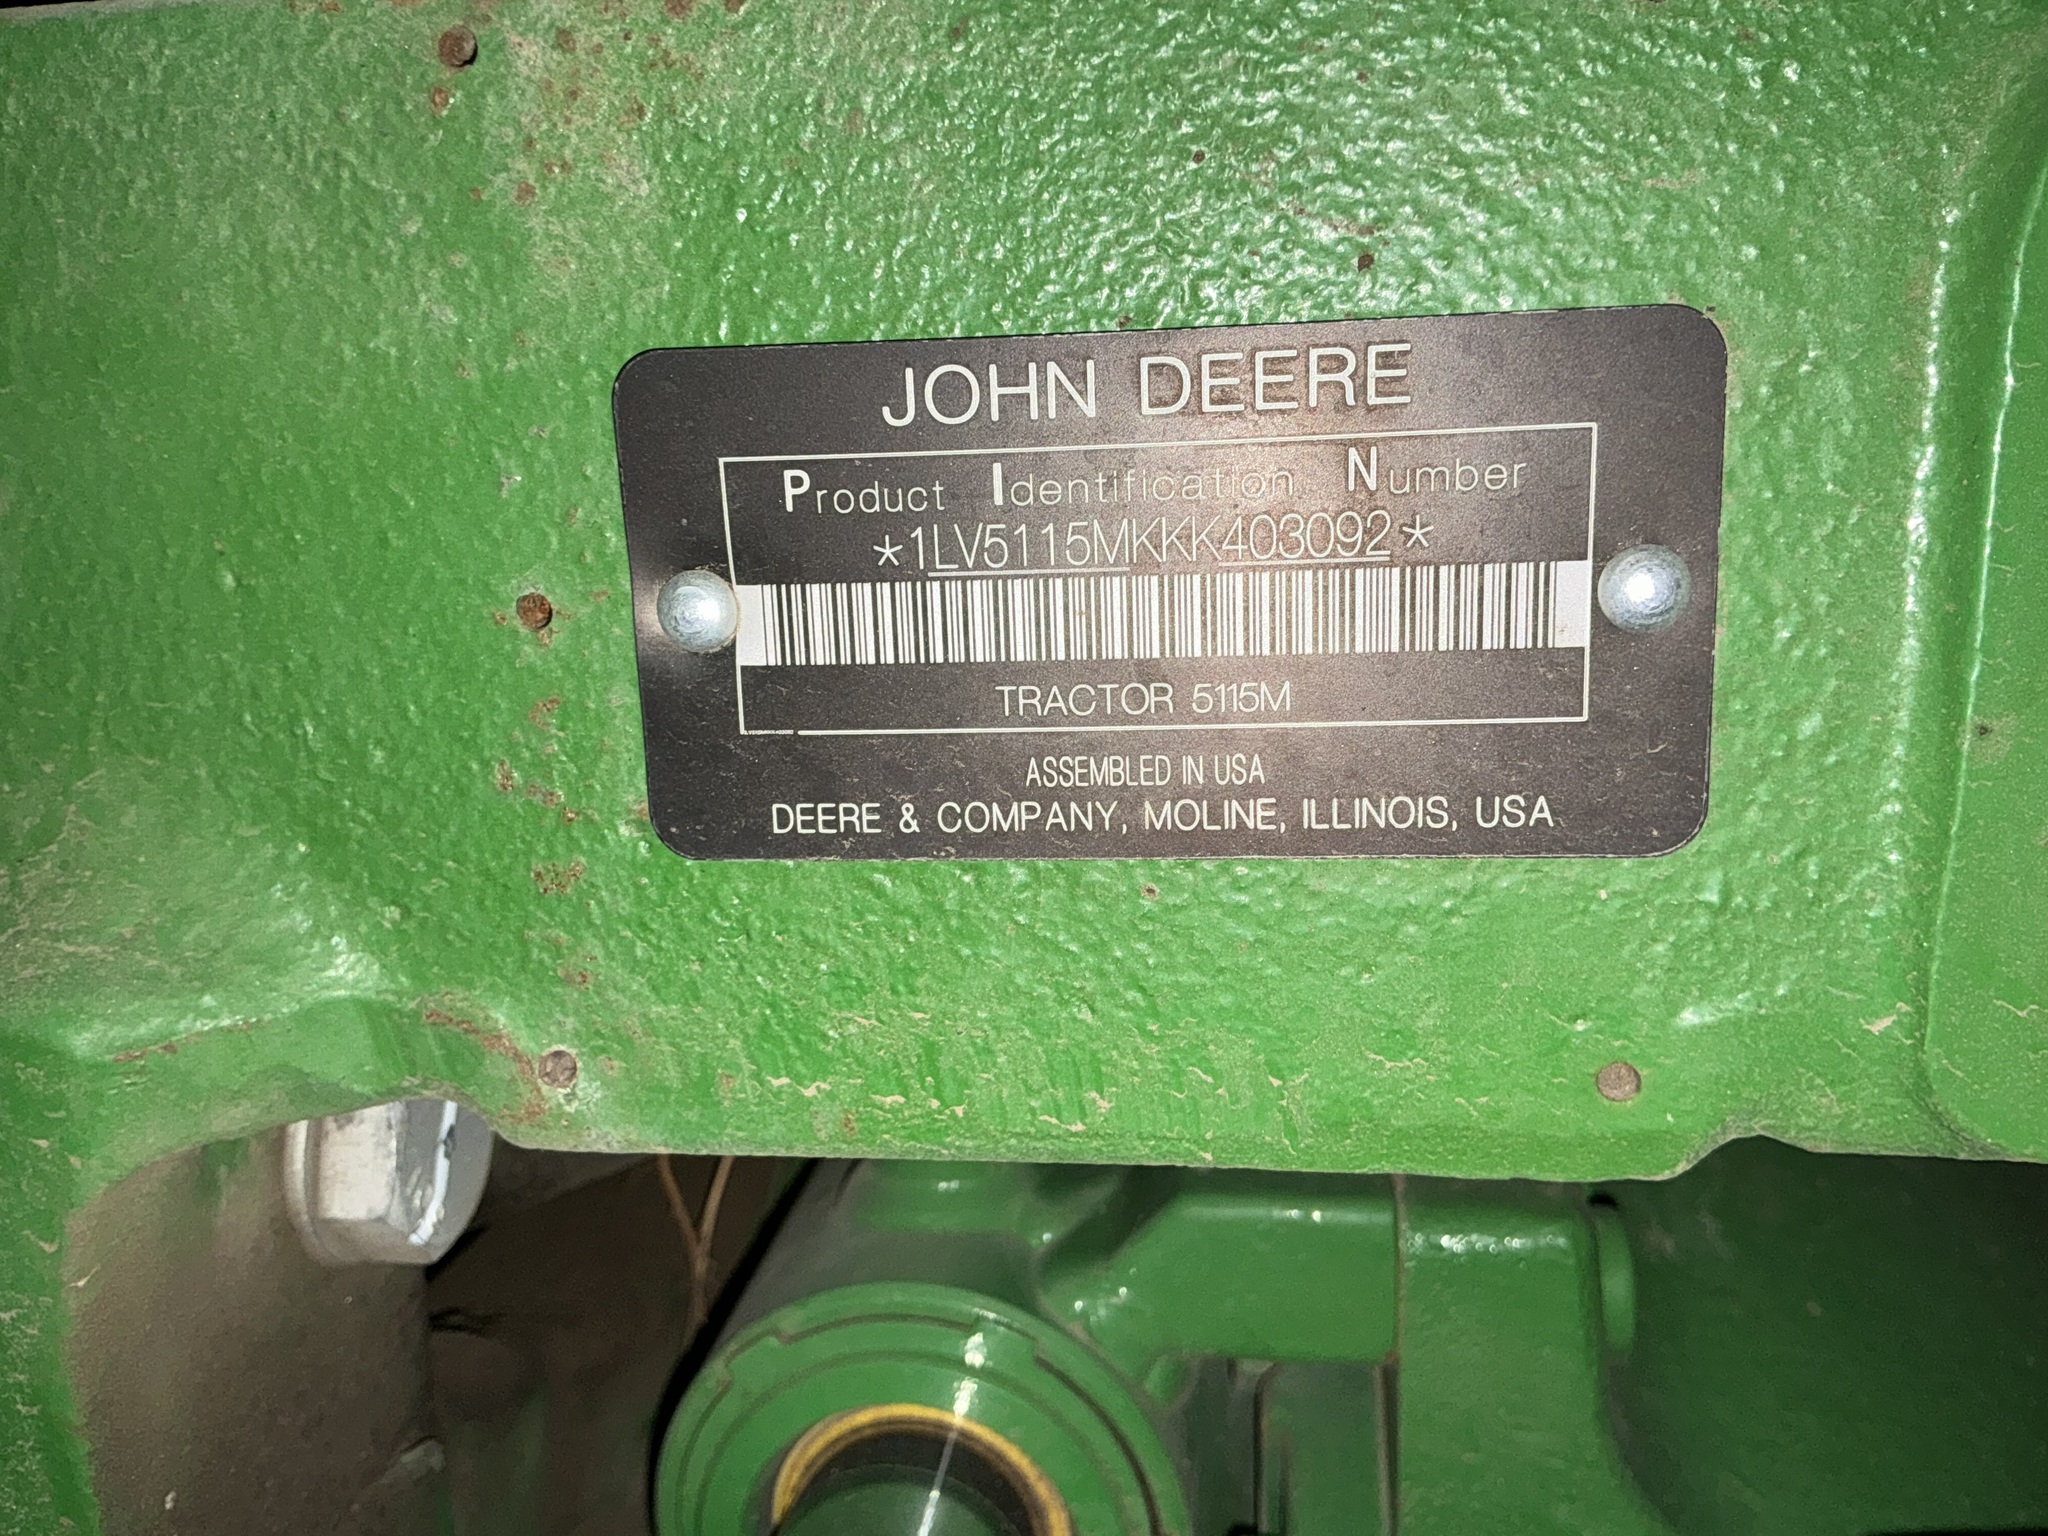 JOHN DEERE
Product Identification Number
*1LV5115MKKK403092*
TRACTOR 5115M
ASSEMBLED IN USA
DEERE & COMPANY, MOLINE, ILLINOIS, USA